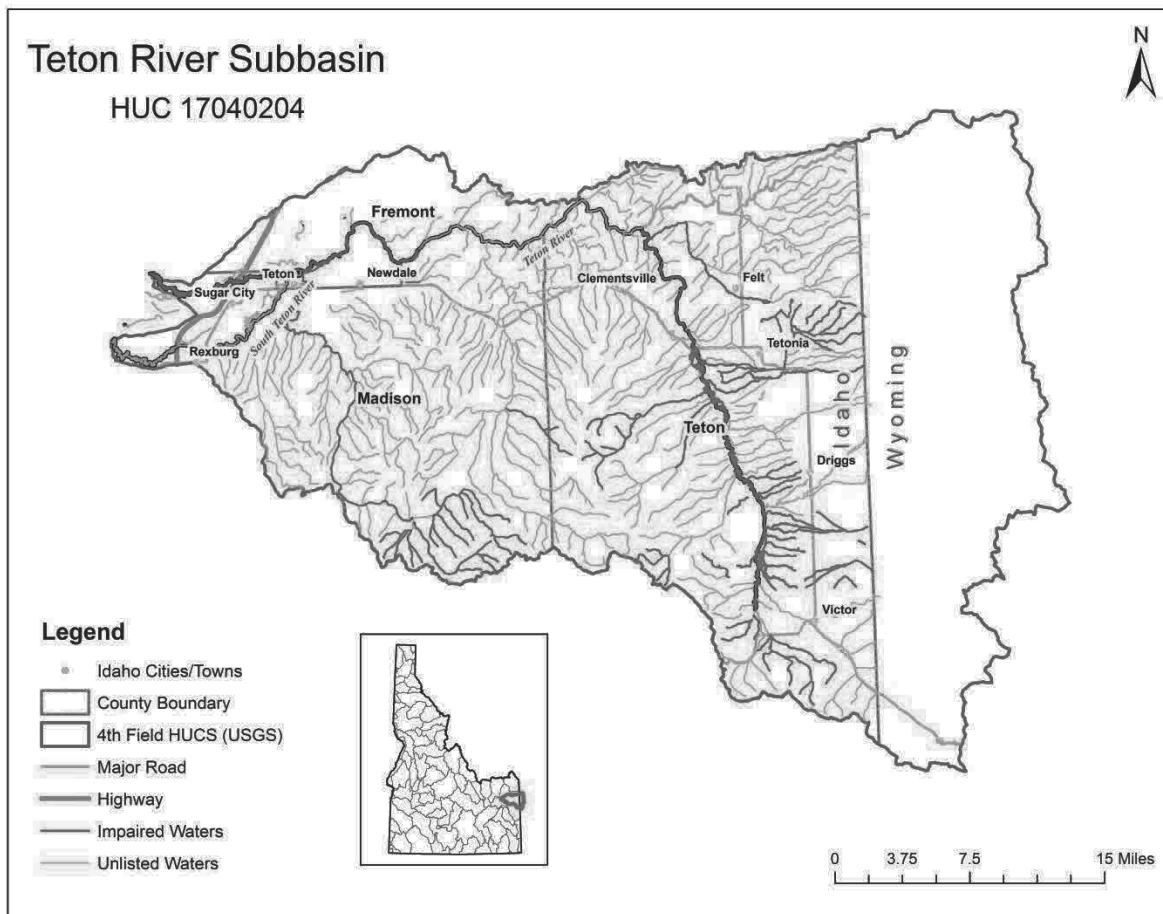 Teton River Subbasin
HUC 17040204
N
Fremont
Teton River
Teton
Newdale
Clementsville
Felt
Sugar City
South Teton River
Rexburg
Tetonia
Madison
Teton
Idaho
Wyoming
Driggs
Victor
Legend
Idaho Cities/Towns
County Boundary
4th Field HUCS (USGS)
Major Road
Highway
Impaired Waters
Unlisted Waters
0 3.75 7.5 15 Miles